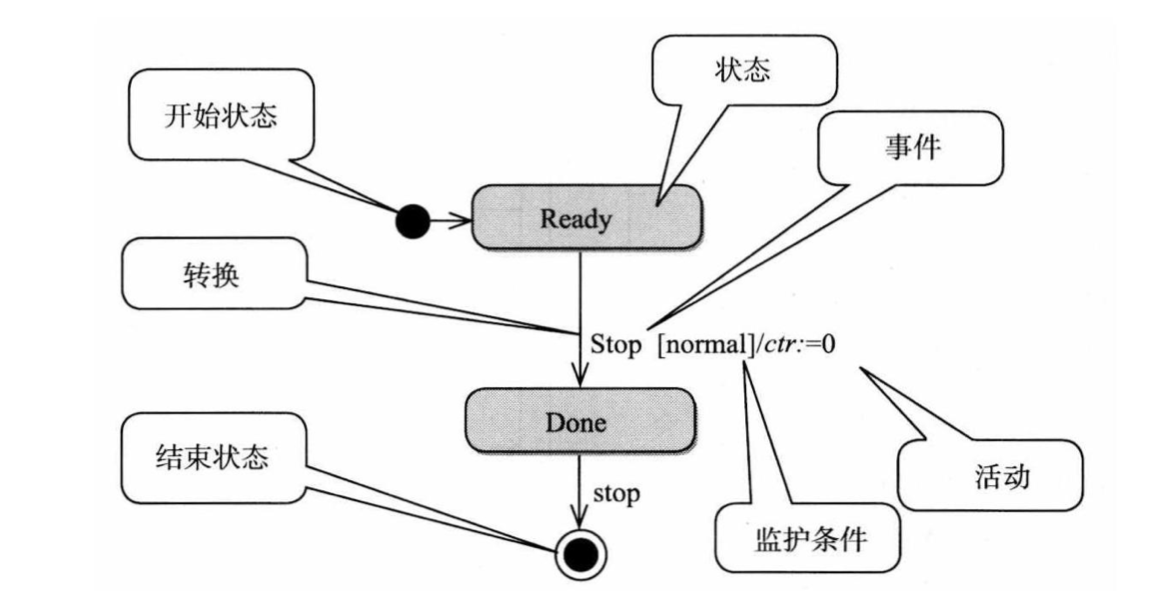 状态
开始状态
事件
Ready
转换
Stop [normal]/ctr:=0
Done
结束状态
活动
stop
监护条件